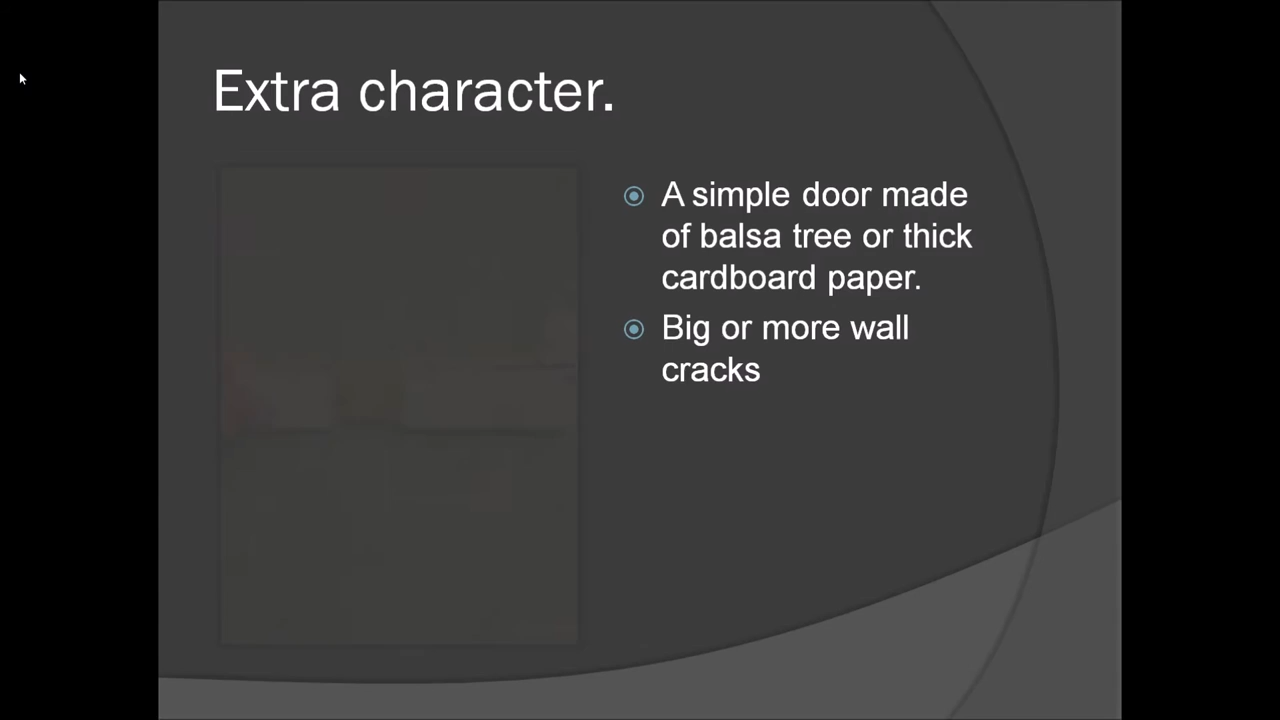 Extra character.
A simple door made
of balsa tree or thick
cardboard paper.
Big or more wall
cracks